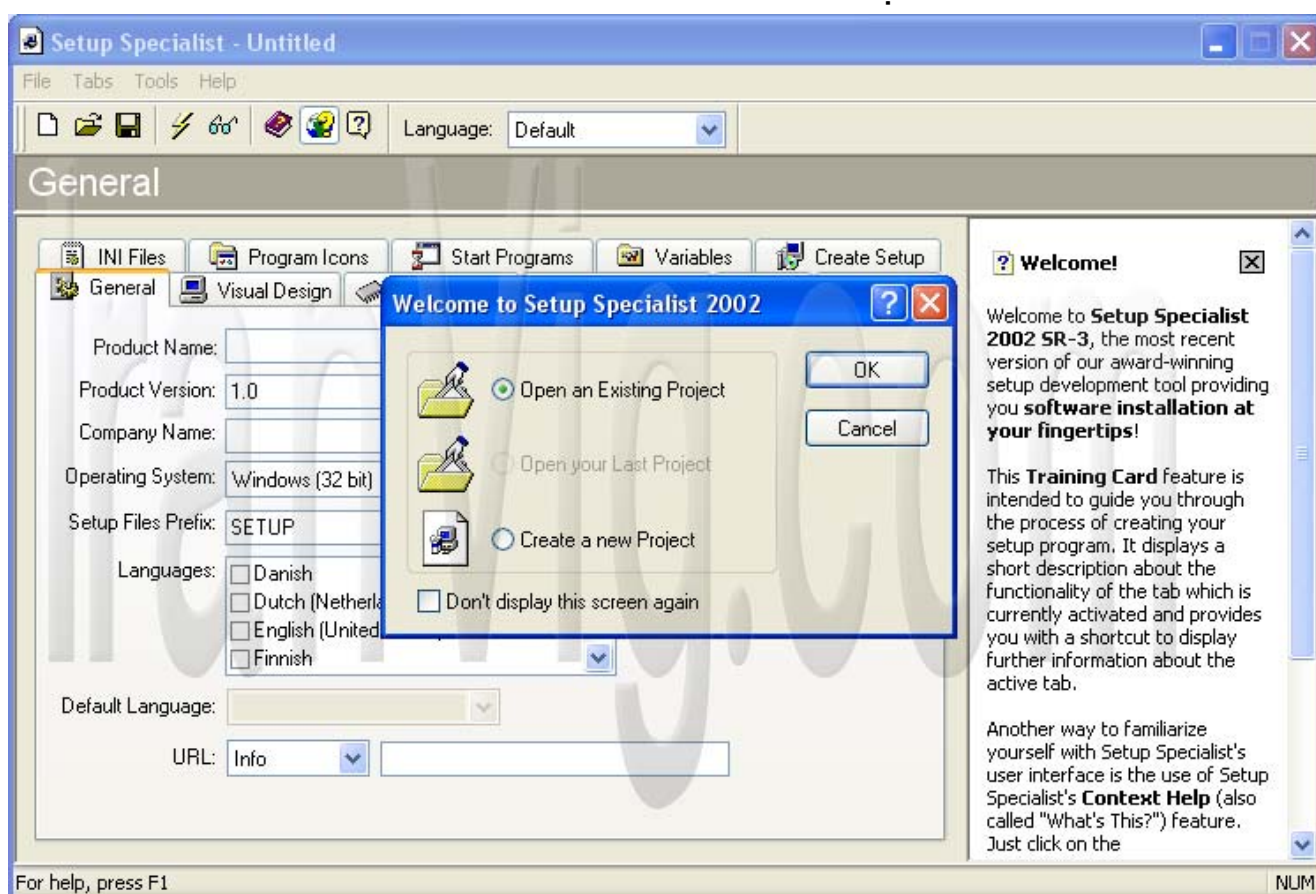 Setup Specialist - Untitled
File Tabs Tools Help
Language: Default
General
INI Files Program Icons Start Programs Variables Create Setup
General Visual Design
Product Name:
Product Version: 1.0
Company Name:
Operating System: Windows (32 bit)
Setup Files Prefix: SETUP
Languages: Danish
Dutch
English (United
Finnish
Default Language:
URL: Info
Welcome to Setup Specialist 2002
Open an Existing Project
Open your Last Project
Create a new Project
Don't display this screen again
OK
Cancel
Welcome!
Welcome to Setup Specialist
2002 SR-3, the most recent
version of our award-winning
setup development tool providing
you software installation at
your fingertips!
This Training Card feature is
intended to guide you through
the process of creating your
setup program. It displays a
short description about the
functionality of the tab which is
currently activated and provides
you with a shortcut to display
further information about the
active tab.
Another way to familiarize
yourself with Setup Specialist's
user interface is the use of Setup
Specialist's Context Help (also
called "What's This?") feature.
Just click on the
For help, press F1
NUM
IranVig.com